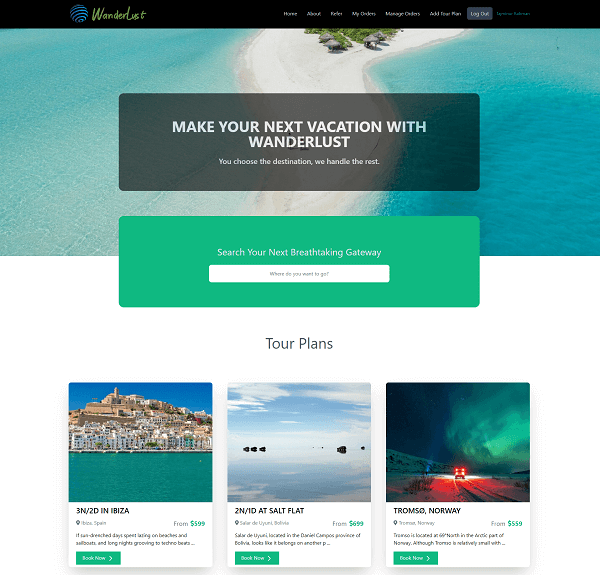 WanderLust
Home About Refer My Orders Manage Orders Add Tour Plan Log Out
MAKE YOUR NEXT VACATION WITH
WANDERLUST
You choose the destination, we handle the rest.
Search Your Next Breathtaking Gateway
Where do you want to go?
Tour Plans
3N/2D IN IBIZA
Ibiza, Spain From $599
If sun-drenched days spent lazing on beaches and
sailboats, and long nights grooving to techno beats ...
Book Now
2N/1D AT SALT FLAT
Salar de Uyuni, Bolivia From $699
Salar de Uyuni, located in the Daniel Campos province of
Bolivia, looks like it belongs on another p ...
Book Now
TROMSØ, NORWAY
Tromsø, Norway From $559
Tromso is located at 69°North in the Arctic part of
Norway. Although Tromso is relatively small with ...
Book Now